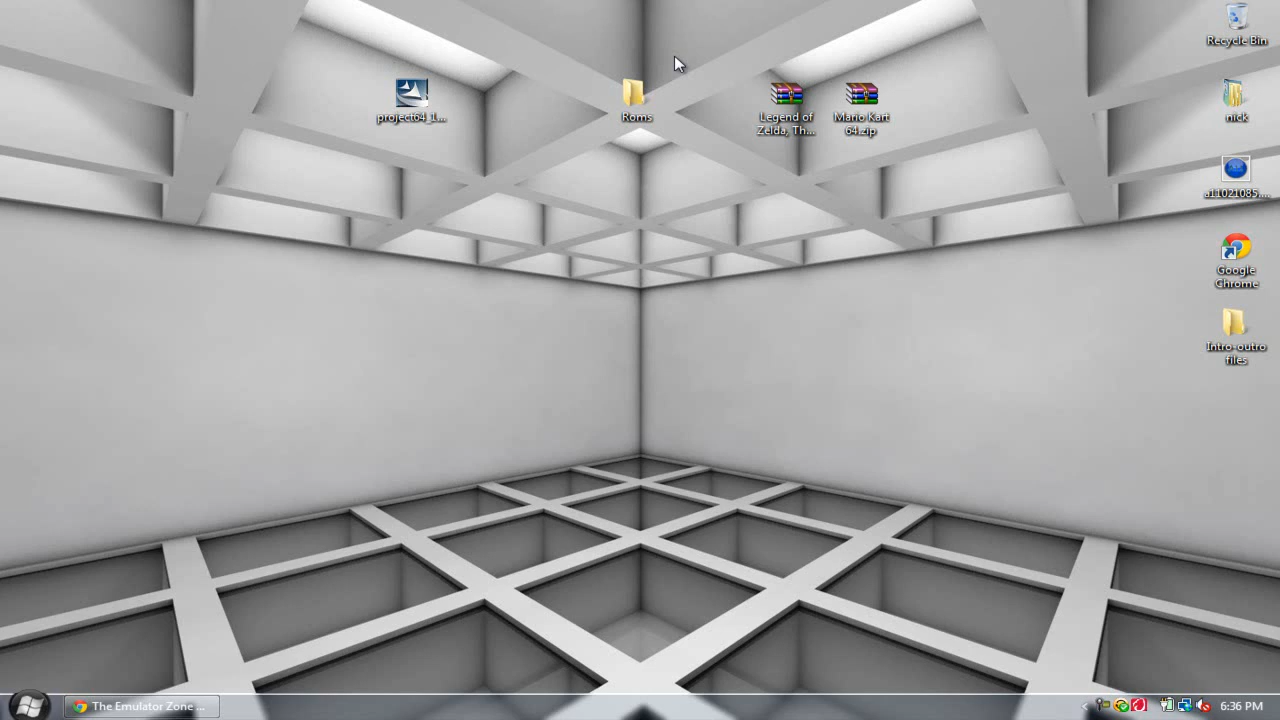 Recycle Bin
project64_1...
Roms
Legend of
Zelda, Th...
Mario Kart
64.zip
nick
a11021085...
Google
Chrome
Intro-outro
files
The Emulator Zone ...
6:36 PM